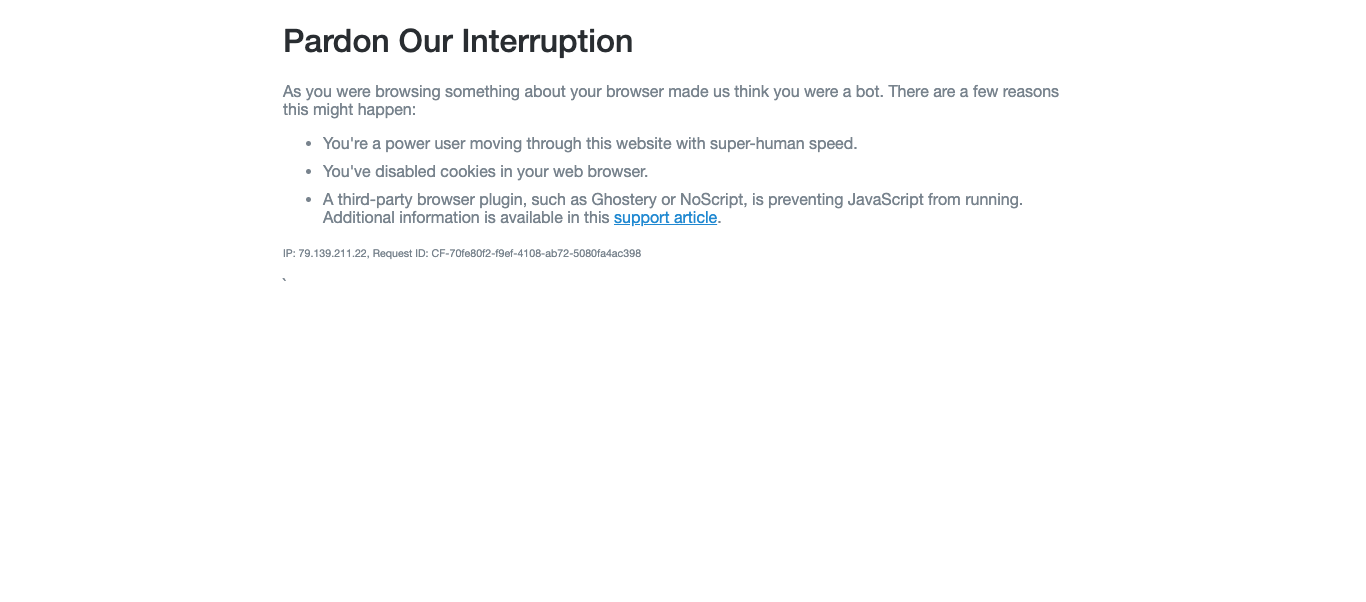 Pardon Our Interruption
As you were browsing something about your browser made us think you were a bot. There are a few reasons
this might happen:
• You're a power user moving through this website with super-human speed.
• You've disabled cookies in your web browser.
• A third-party browser plugin, such as Ghostery or NoScript, is preventing JavaScript from running.
Additional information is available in this support article.
IP: 79.139.211.22, Request ID: CF-70fe80f2-f9ef-4108-ab72-5080fa4ac398
`